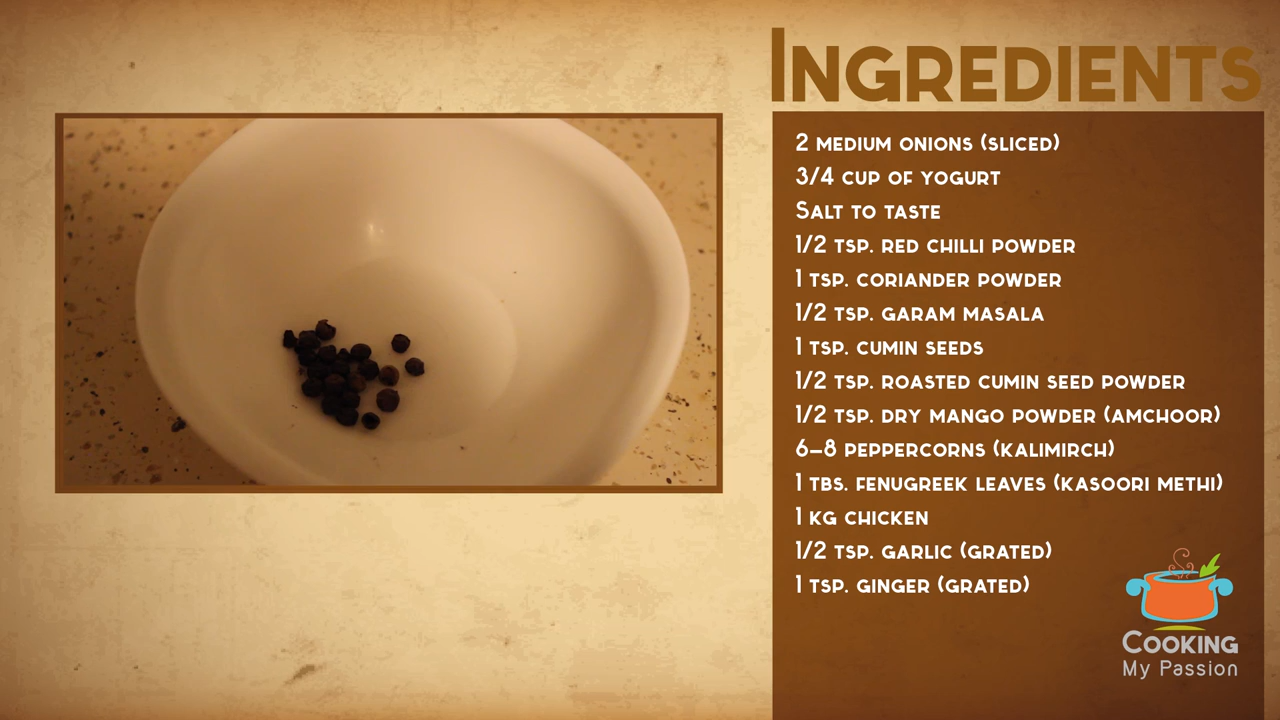 Ingredients
2 medium onions (sliced)
3/4 cup of yogurt
Salt to taste
1/2 tsp. red chilli powder
1 tsp. coriander powder
1/2 tsp. garam masala
1 tsp. cumin seeds
1/2 tsp. roasted cumin seed powder
1/2 tsp. dry mango powder (amchoor)
6–8 peppercorns (kalimirch)
1 tbs. fenugreek leaves (kasoori methi)
1 kg chicken
1/2 tsp. garlic (grated)
1 tsp. ginger (grated)
Cooking
My Passion